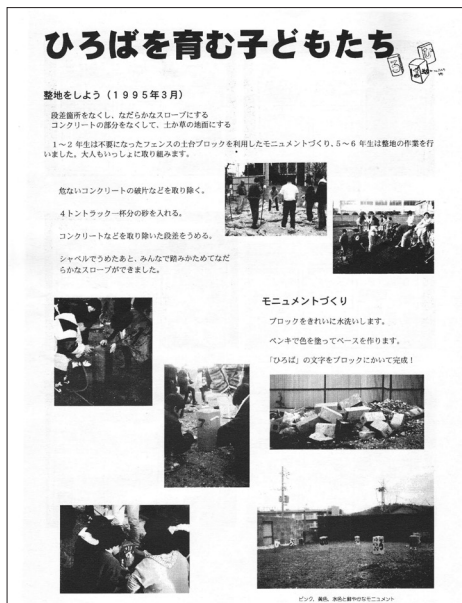 ひろばを育む子どもたち
整地をしよう（１９９５年３月）
段差箇所をなくし、なだらかなスロープにする
コンクリートの部分をなくして、土か草の地面にする
１～２年生は不要になったフェンスの土台ブロックを利用したモニュメントづくり、５～６年生は整地の作業を行
いました。大人もいっしょに取り組みます。
危ないコンクリートの破片などを取り除く。
４トントラック一杯分の砂を入れる。
コンクリートなどを取り除いた段差をうめる。
シャベルでうめたあと、みんなで踏みかためてなだ
らかなスロープができました。
モニュメントづくり
ブロックをきれいに水洗いします。
ペンキで色を塗ってベースを作ります。
「ひろば」の文字をブロックにかいて完成！
ピンク、黄色、水色と鮮やかなモニュメント